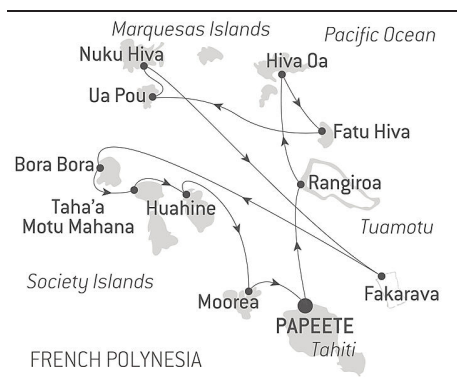 Marquesas Islands
Pacific Ocean
Nuku Hiva
Hiva Oa
Ua Pou
Fatu Hiva
Bora Bora
Rangiroa
Taha'a
Motu Mahana
Huahine
Tuamotu
Society Islands
Moorea
Fakarava
PAPEETE
Tahiti
FRENCH POLYNESIA